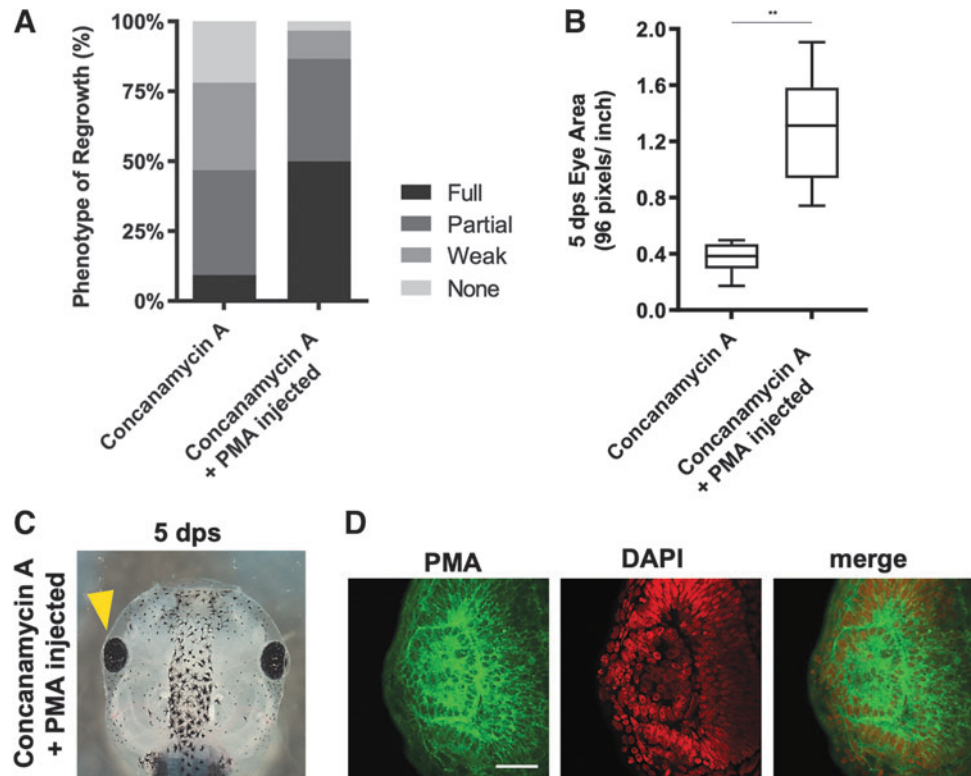 A
Phenotype of Regrowth (%)
100%
75%
50%
25%
0%
Concanamycin A
Concanamycin A
+ PMA injected
Full
Partial
Weak
None
B
5 dps Eye Area
(96 pixels/ inch)
2.0
1.6
1.2
0.8
0.4
0.0
**
Concanamycin A
Concanamycin A
+ PMA injected
C
5 dps
Concanamycin A
+ PMA injected
D
PMA
DAPI
merge